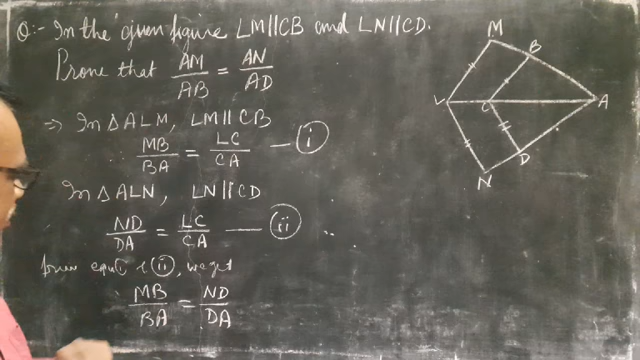 Q:- In the given figure LM||CB and LN||CD.
Prove that AM/AB = AN/AD
⇒ In △ALM, LM||CB
∴ MB/BA = LC/CA — (i)
In △ALN, LN||CD
ND/DA = LC/CA — (ii)
from equⁿ (i) & (ii), we get
MB/BA = ND/DA
M
B
L
C
A
D
N